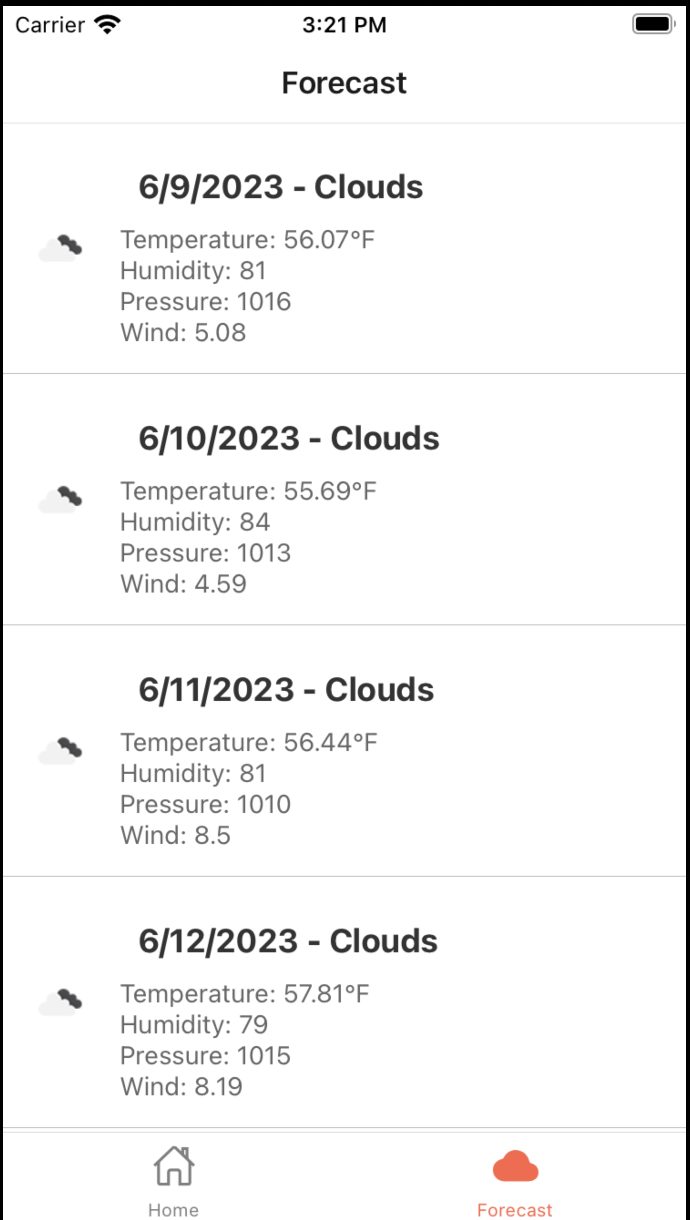 Carrier 3:21 PM
Forecast
6/9/2023 - Clouds
Temperature: 56.07°F
Humidity: 81
Pressure: 1016
Wind: 5.08
6/10/2023 - Clouds
Temperature: 55.69°F
Humidity: 84
Pressure: 1013
Wind: 4.59
6/11/2023 - Clouds
Temperature: 56.44°F
Humidity: 81
Pressure: 1010
Wind: 8.5
6/12/2023 - Clouds
Temperature: 57.81°F
Humidity: 79
Pressure: 1015
Wind: 8.19
Home Forecast